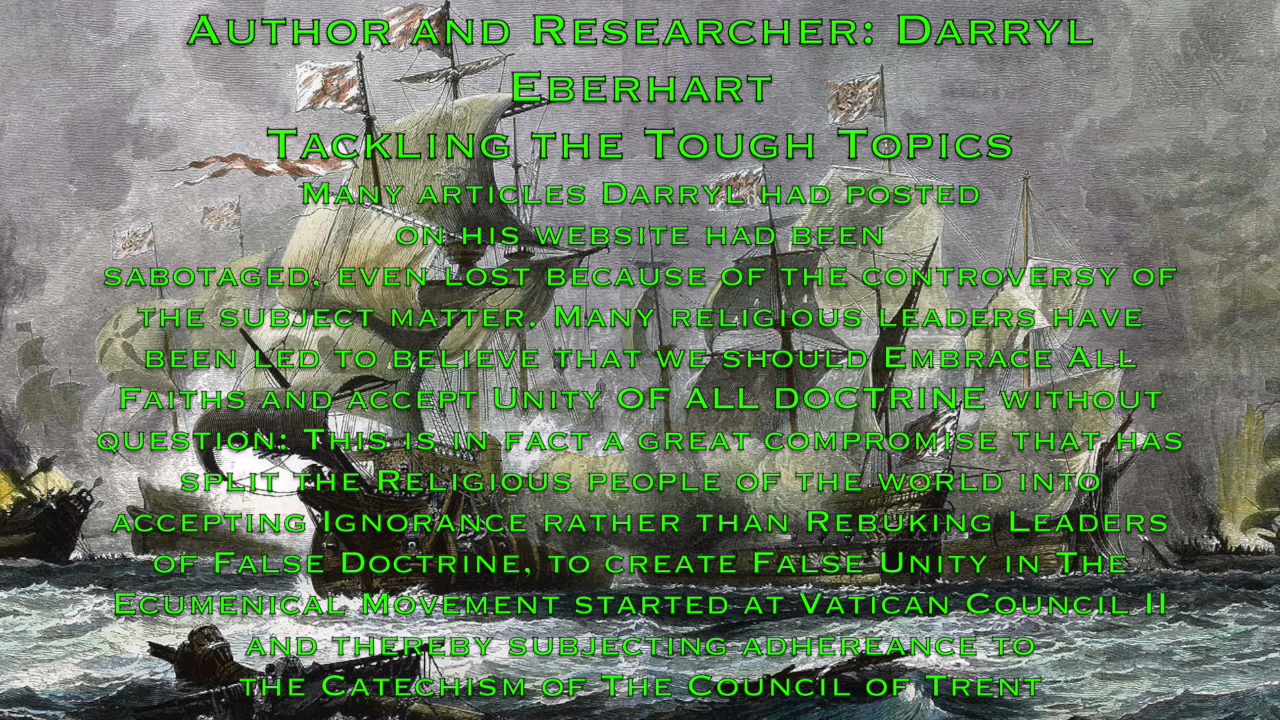 Author and Researcher: Darryl
Eberhart
Tackling the Tough Topics
Many articles Darryl had posted
on his website had been
sabotaged, even lost because of the controversy of
the subject matter. Many religious leaders have
been led to believe that we should Embrace All
Faiths and accept Unity OF ALL DOCTRINE without
question: This is in fact a great compromise that has
split the Religious people of the world into
accepting Ignorance rather than Rebuking Leaders
of False Doctrine, to create False Unity in The
Ecumenical Movement started at Vatican Council II
and thereby subjecting adhereance to
the Catechism of The Council of Trent